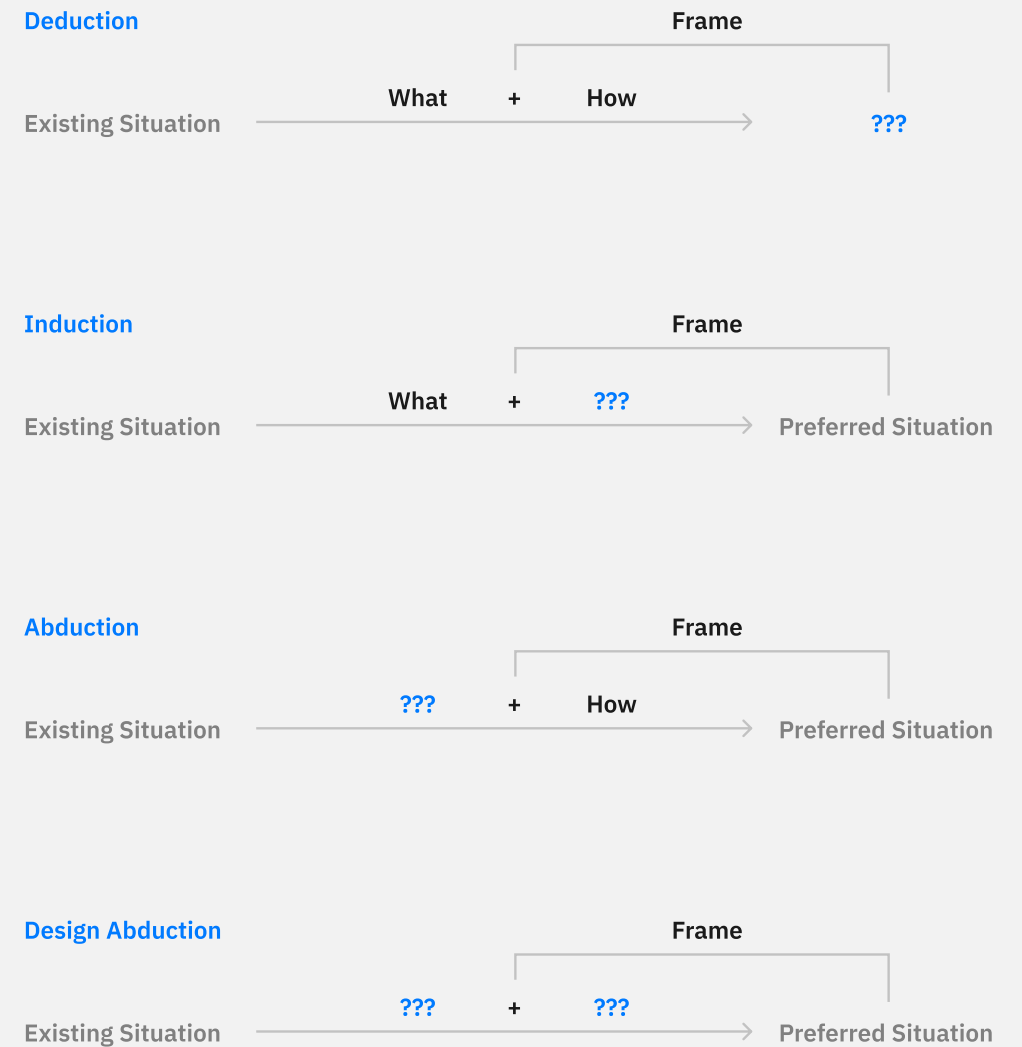 Deduction
Frame
What + How
Existing Situation ???
Induction
Frame
What + ???
Existing Situation Preferred Situation
Abduction
Frame
??? + How
Existing Situation Preferred Situation
Design Abduction
Frame
??? + ???
Existing Situation Preferred Situation